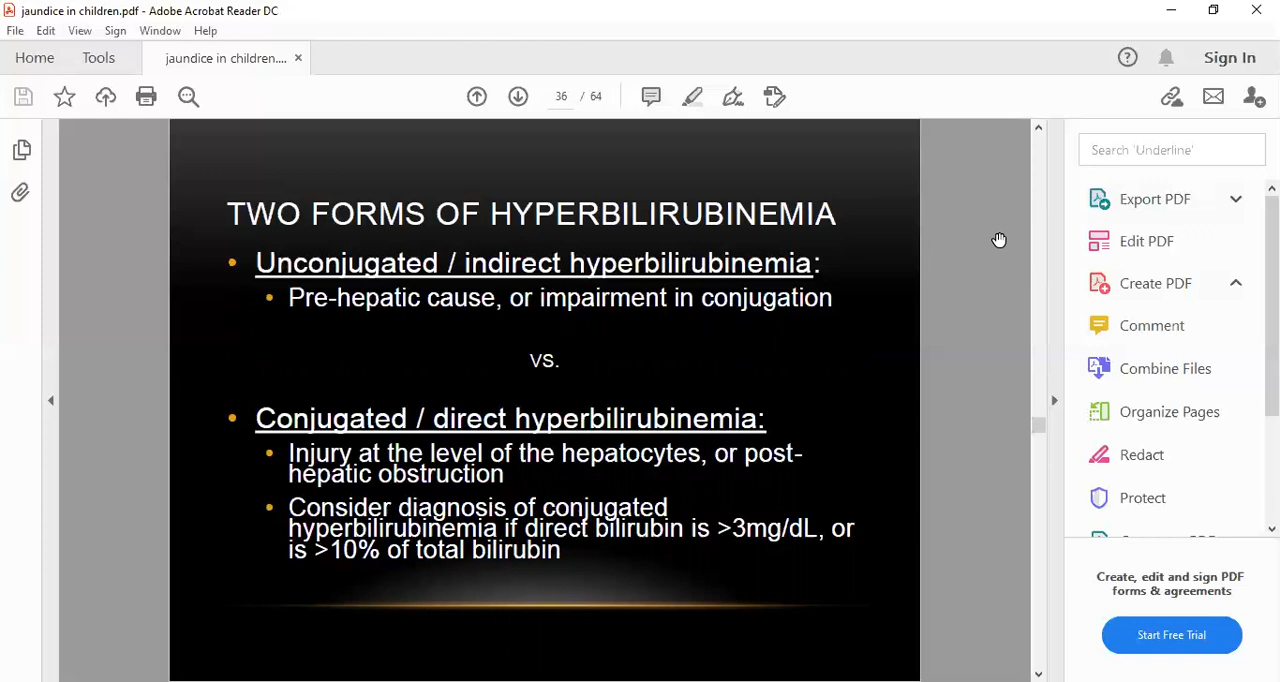 jaundice in children.pdf - Adobe Acrobat Reader DC
File Edit View Sign Window Help
Home Tools jaundice in children.... × Sign In
36 / 64
Search 'Underline'
TWO FORMS OF HYPERBILIRUBINEMIA
• Unconjugated / indirect hyperbilirubinemia:
• Pre-hepatic cause, or impairment in conjugation
VS.
• Conjugated / direct hyperbilirubinemia:
• Injury at the level of the hepatocytes, or post-
hepatic obstruction
• Consider diagnosis of conjugated
hyperbilirubinemia if direct bilirubin is >3mg/dL, or
is >10% of total bilirubin
Export PDF
Edit PDF
Create PDF
Comment
Combine Files
Organize Pages
Redact
Protect
Create, edit and sign PDF
forms & agreements
Start Free Trial